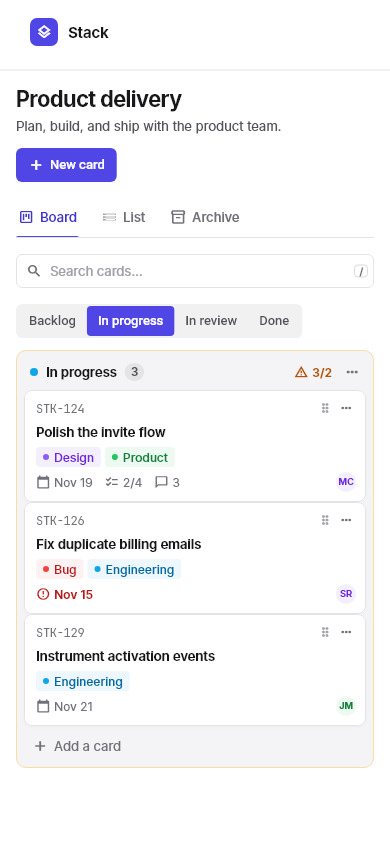 Stack
Product delivery
Plan, build, and ship with the product team.
New card
Board List Archive
Search cards... /
Backlog In progress In review Done
In progress 3 3/2
STK-124
Polish the invite flow
Design Product
Nov 19 2/4 3 MC
STK-126
Fix duplicate billing emails
Bug Engineering
Nov 15 SR
STK-129
Instrument activation events
Engineering
Nov 21 JM
Add a card